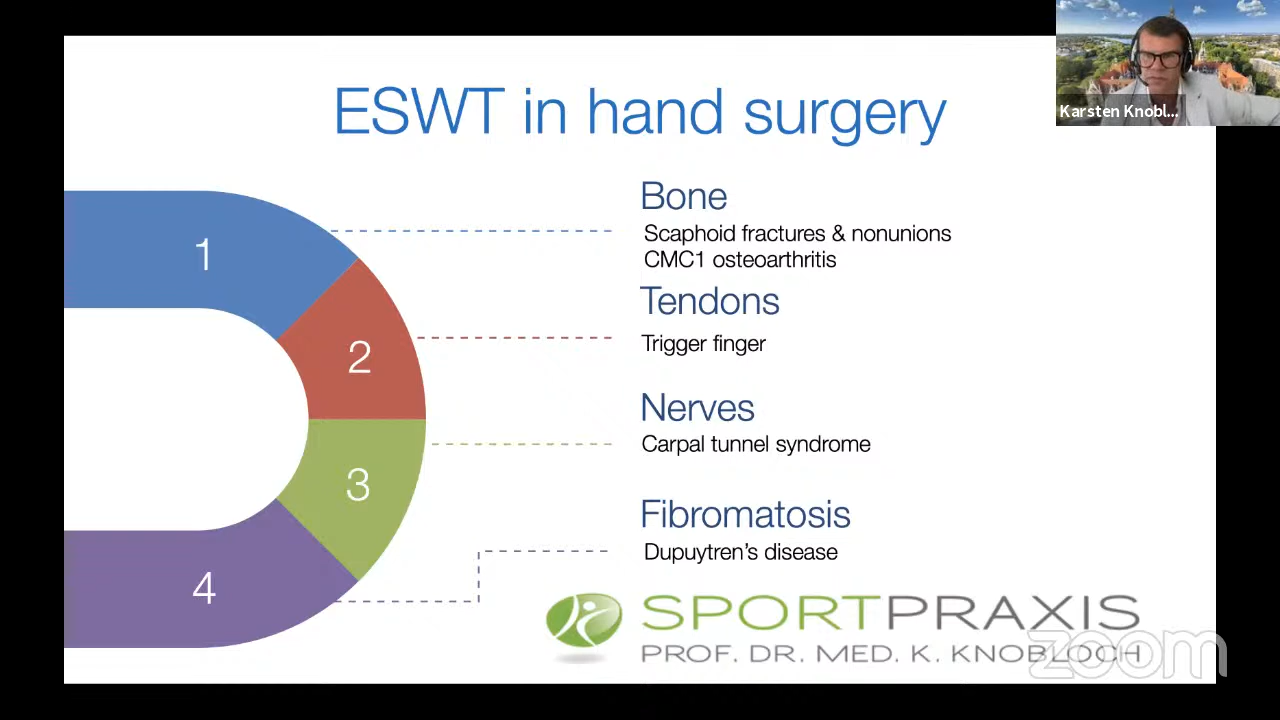 ESWT in hand surgery
Karsten Knobl...
1
Bone
Scaphoid fractures & nonunions
CMC1 osteoarthritis
2
Tendons
Trigger finger
3
Nerves
Carpal tunnel syndrome
4
Fibromatosis
Dupuytren's disease
SPORTPRAXIS
PROF. DR. MED. K. KNOBLOCH
zoom